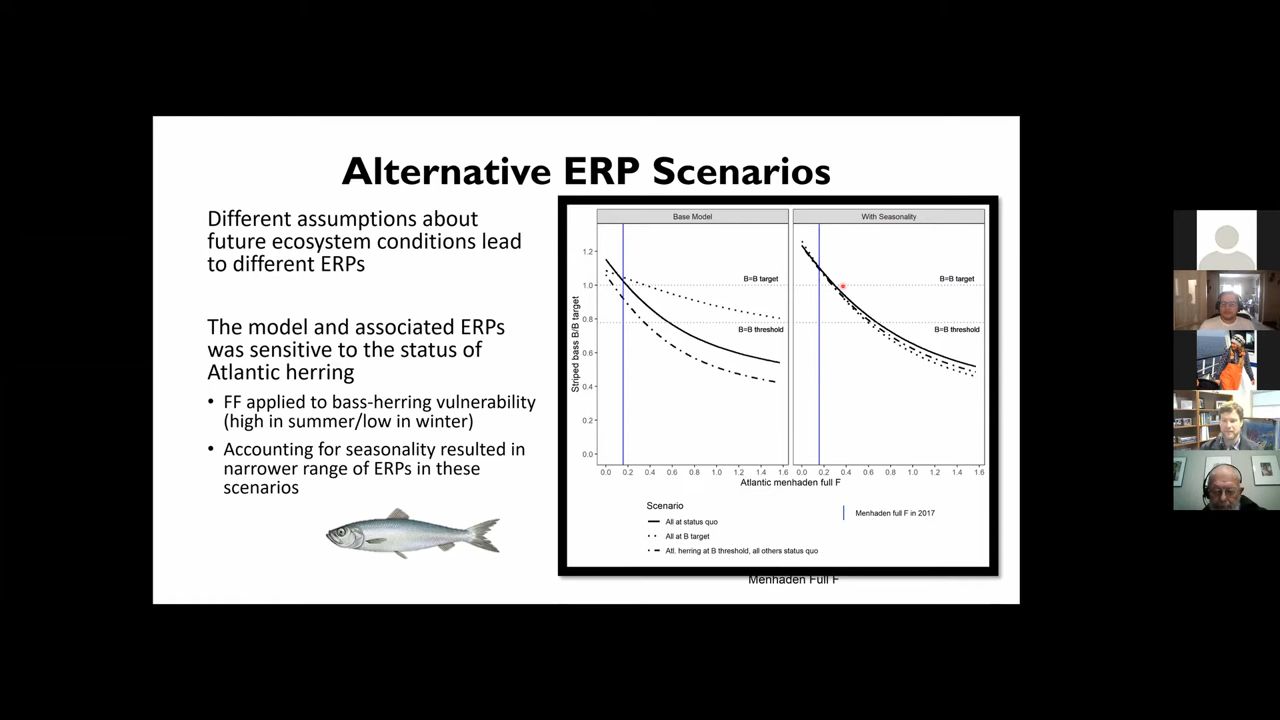 Alternative ERP Scenarios
Different assumptions about
future ecosystem conditions lead
to different ERPs
The model and associated ERPs
was sensitive to the status of
Atlantic herring
• FF applied to bass-herring vulnerability
(high in summer/low in winter)
• Accounting for seasonality resulted in
narrower range of ERPs in these
scenarios
Base Model
With Seasonality
Striped bass B/B target
1.2
1.0
0.8
0.6
0.4
0.2
0.0
B=B target
B=B threshold
B=B target
B=B threshold
0.0 0.2 0.4 0.6 0.8 1.0 1.2 1.4 1.6
0.0 0.2 0.4 0.6 0.8 1.0 1.2 1.4 1.6
Atlantic menhaden full F
Scenario
All at status quo
All at B target
Atl. herring at B threshold, all others status quo
Menhaden full F in 2017
Menhaden Full F